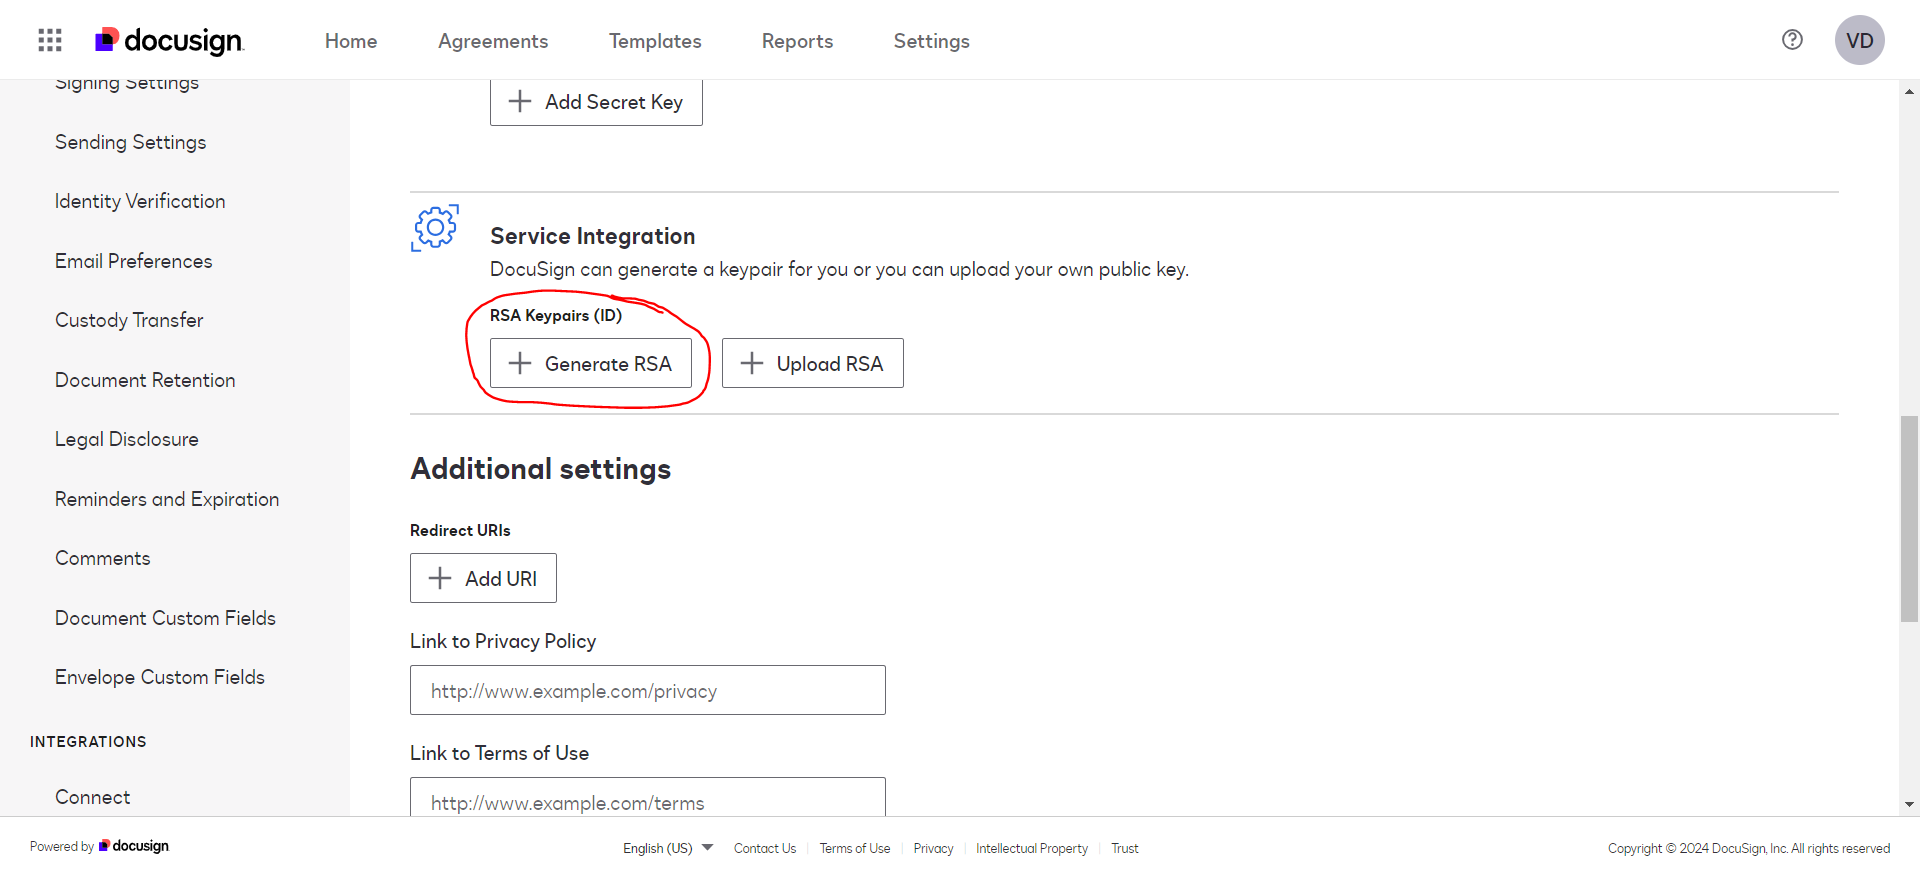 docusign
Home
Agreements
Templates
Reports
Settings
VD
Signing Settings
Sending Settings
Identity Verification
Email Preferences
Custody Transfer
Document Retention
Legal Disclosure
Reminders and Expiration
Comments
Document Custom Fields
Envelope Custom Fields
INTEGRATIONS
Connect
Add Secret Key
Service Integration
DocuSign can generate a keypair for you or you can upload your own public key.
RSA Keypairs (ID)
Generate RSA
Upload RSA
Additional settings
Redirect URIs
Add URI
Link to Privacy Policy
http://www.example.com/privacy
Link to Terms of Use
http://www.example.com/terms
Powered by docusign
English (US)
Contact Us
Terms of Use
Privacy
Intellectual Property
Trust
Copyright © 2024 DocuSign, Inc. All rights reserved